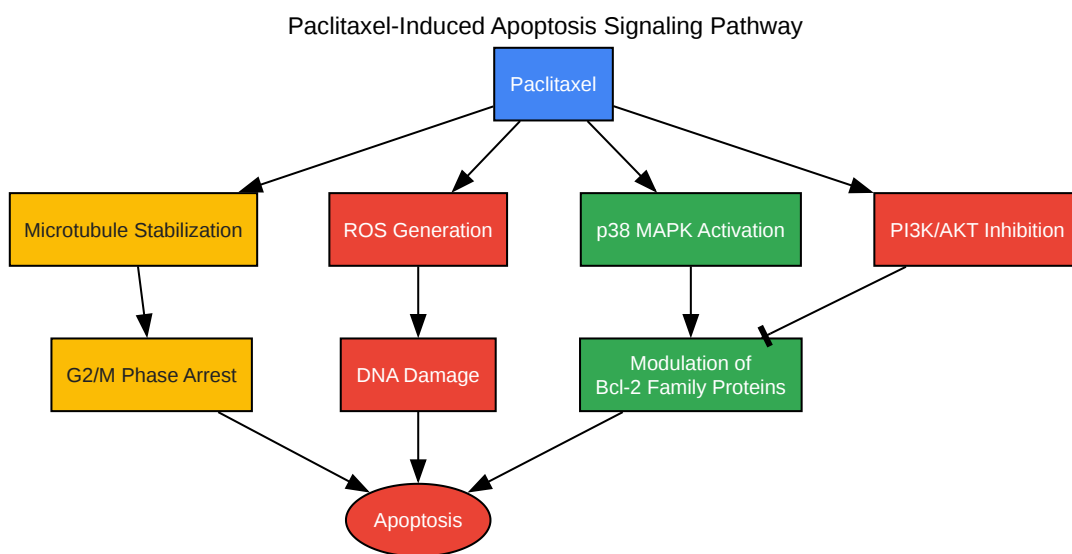 Paclitaxel-Induced Apoptosis Signaling Pathway
Paclitaxel
Microtubule Stabilization
ROS Generation
p38 MAPK Activation
PI3K/AKT Inhibition
G2/M Phase Arrest
DNA Damage
Modulation of
Bcl-2 Family Proteins
Apoptosis